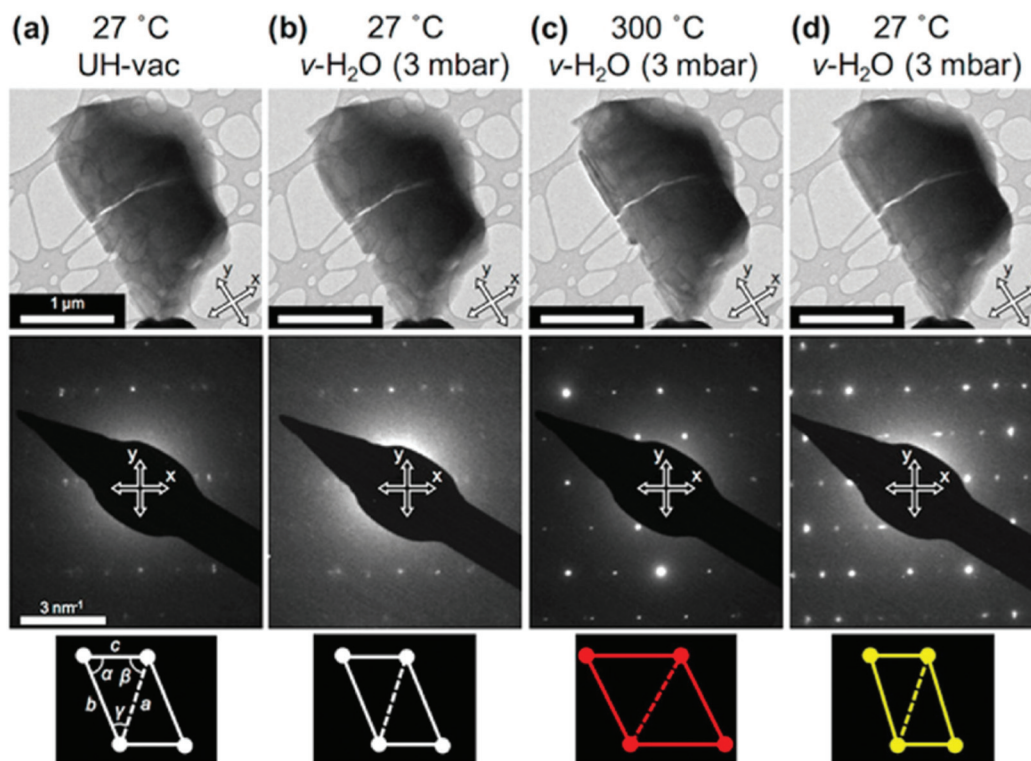 (a) 27 °C
UH-vac
(b) 27 °C
v-H₂O (3 mbar)
(c) 300 °C
v-H₂O (3 mbar)
(d) 27 °C
v-H₂O (3 mbar)
1 µm
y
x
y
x
y
x
y
x
3 nm⁻¹
y
x
y
x
y
x
y
x
c
α
β
b
a
γ